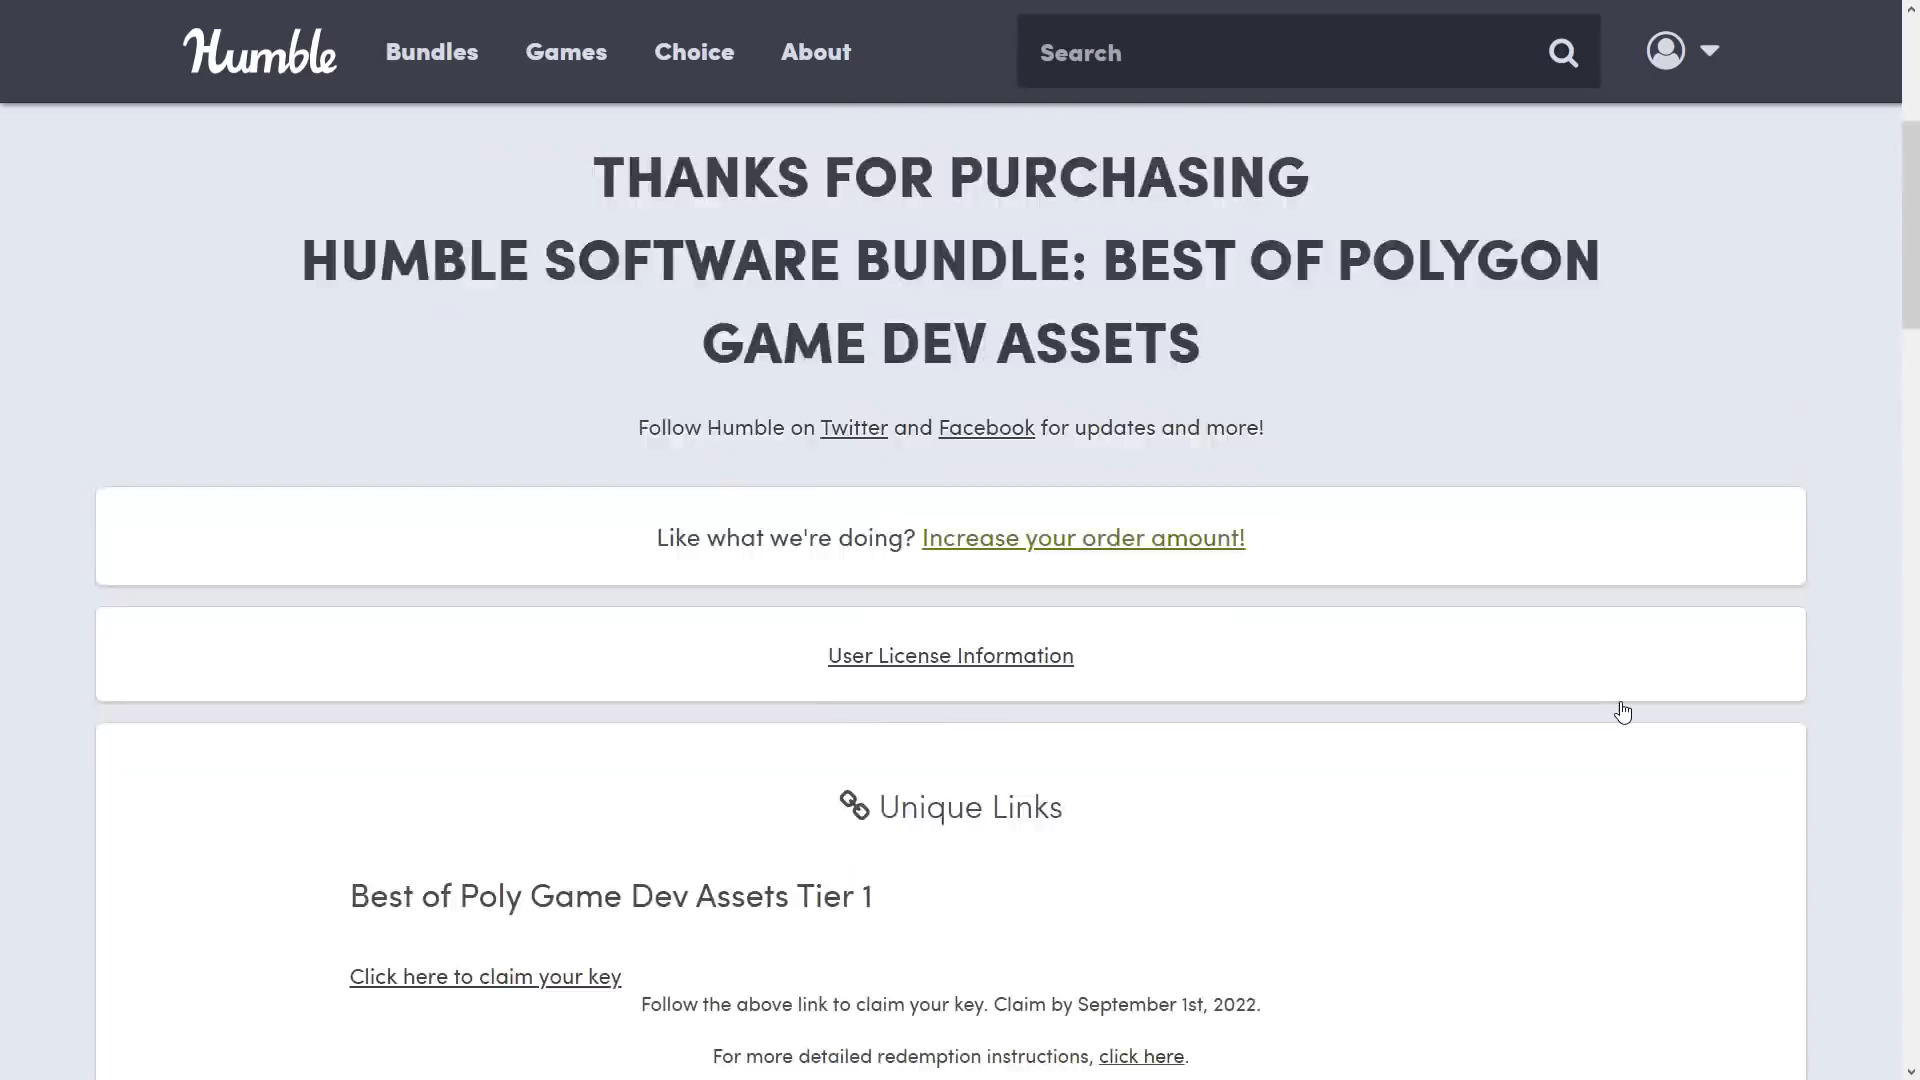 Humble Bundles Games Choice About Search
THANKS FOR PURCHASING
HUMBLE SOFTWARE BUNDLE: BEST OF POLYGON
GAME DEV ASSETS
Follow Humble on Twitter and Facebook for updates and more!
Like what we're doing? Increase your order amount!
User License Information
Unique Links
Best of Poly Game Dev Assets Tier 1
Click here to claim your key
Follow the above link to claim your key. Claim by September 1st, 2022.
For more detailed redemption instructions, click here.